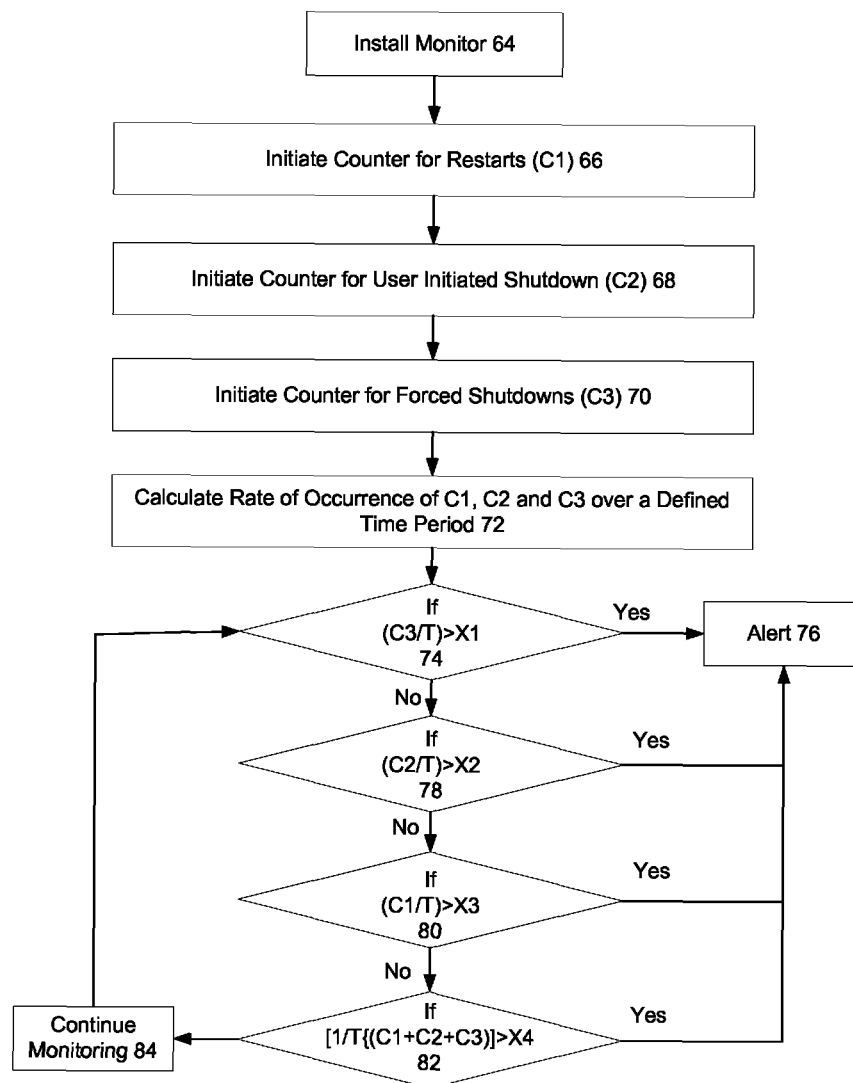 Install Monitor 64
Initiate Counter for Restarts (C1) 66
Initiate Counter for User Initiated Shutdown (C2) 68
Initiate Counter for Forced Shutdowns (C3) 70
Calculate Rate of Occurrence of C1, C2 and C3 over a Defined
Time Period 72
If
(C3/T)>X1
74
Yes
Alert 76
No
If
(C2/T)>X2
78
Yes
No
If
(C1/T)>X3
80
Yes
No
If
[1/T{(C1+C2+C3)]>X4
82
Yes
Continue
Monitoring 84